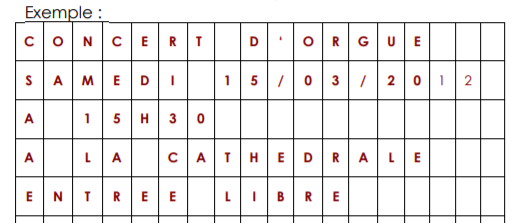 Exemple :
CONCERT D'ORGUE
SAMEDI 15/03/2012
A 15H30
A LA CATHEDRALE
ENTREE LIBRE